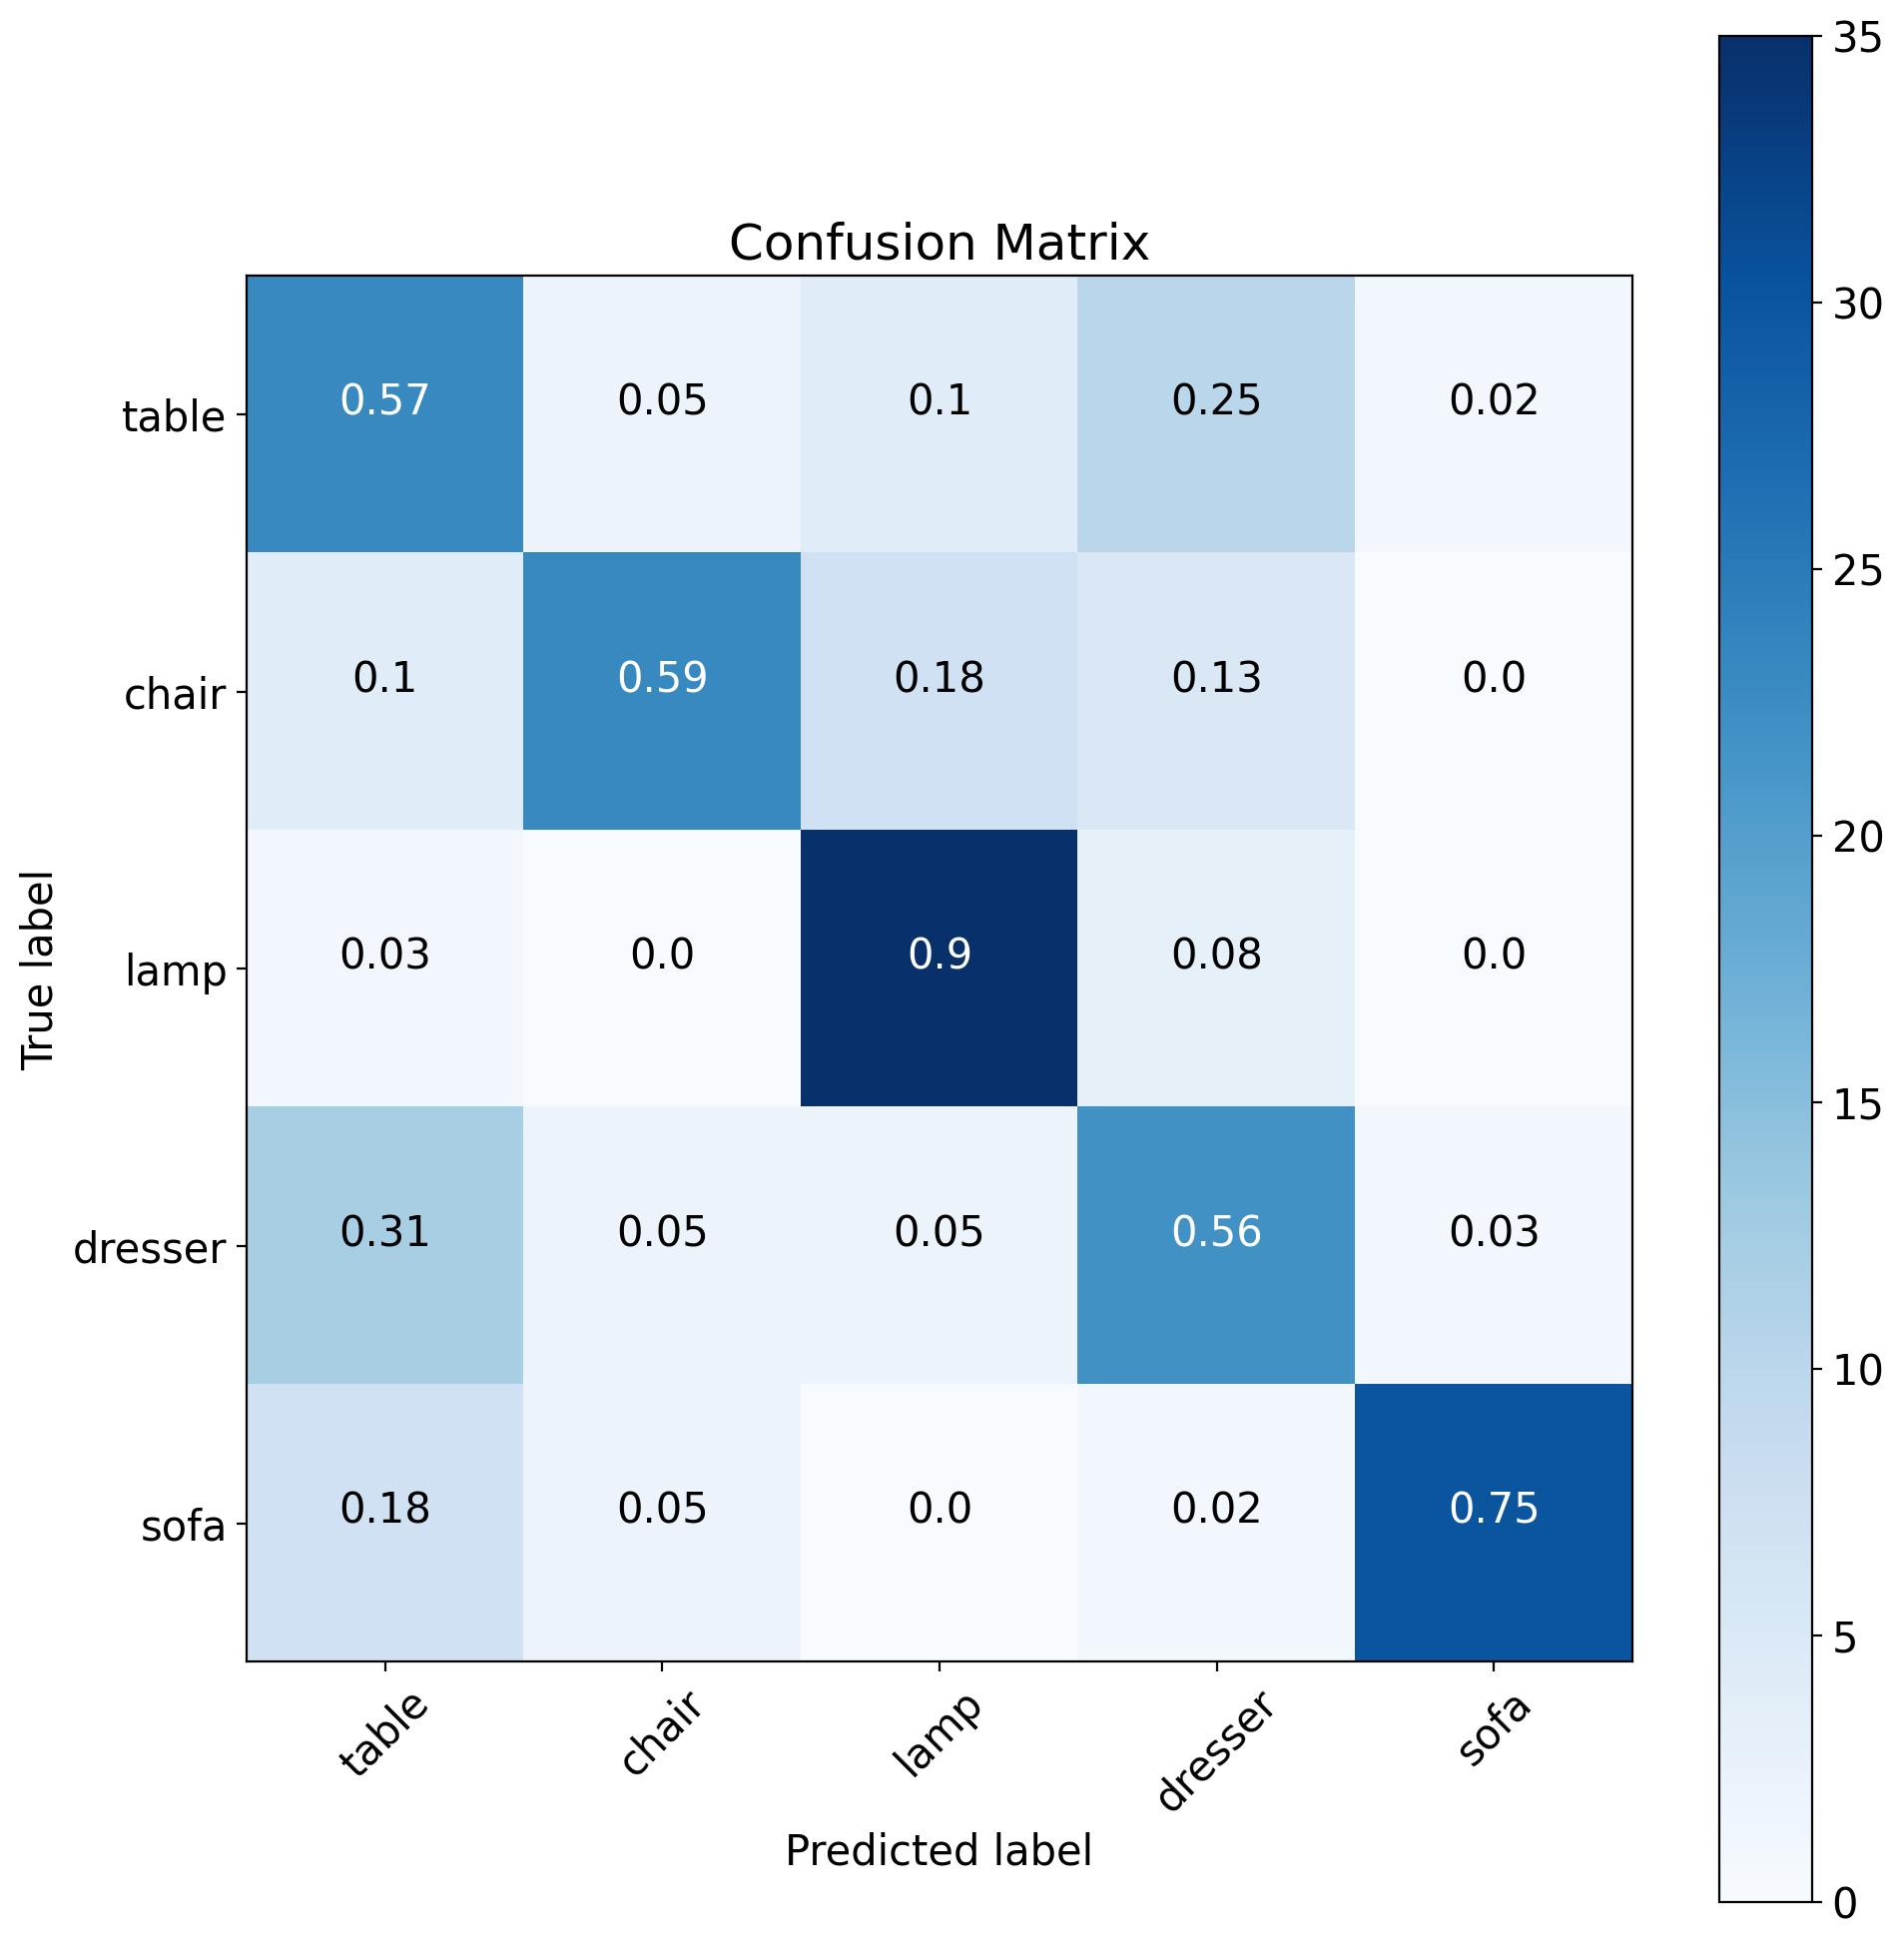 Confusion Matrix
table 0.57 0.05 0.1 0.25 0.02
chair 0.1 0.59 0.18 0.13 0.0
lamp 0.03 0.0 0.9 0.08 0.0
dresser 0.31 0.05 0.05 0.56 0.03
sofa 0.18 0.05 0.0 0.02 0.75
True label
table chair lamp dresser sofa
Predicted label
35
30
25
20
15
10
5
0